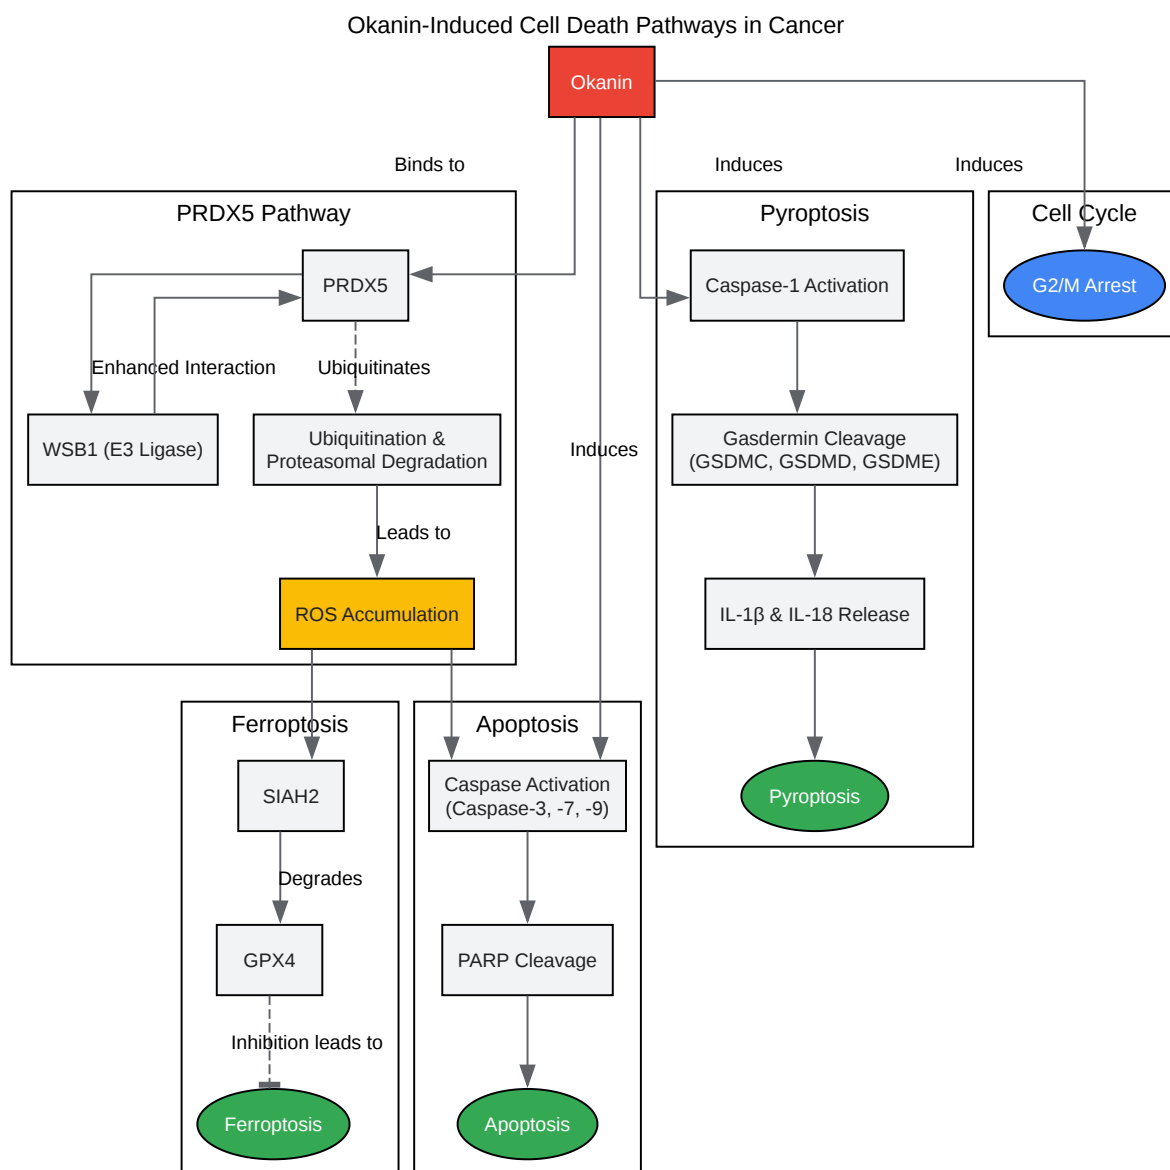 Okanin-Induced Cell Death Pathways in Cancer
Okanin
Binds to
Induces
Induces
PRDX5 Pathway
Pyroptosis
Cell Cycle
PRDX5
Caspase-1 Activation
G2/M Arrest
Enhanced Interaction
Ubiquitinates
WSB1 (E3 Ligase)
Ubiquitination &
Proteasomal Degradation
Induces
Gasdermin Cleavage
(GSDMC, GSDMD, GSDME)
Leads to
ROS Accumulation
IL-1β & IL-18 Release
Ferroptosis
Apoptosis
SIAH2
Caspase Activation
(Caspase-3, -7, -9)
Pyroptosis
Degrades
GPX4
PARP Cleavage
Inhibition leads to
Ferroptosis
Apoptosis